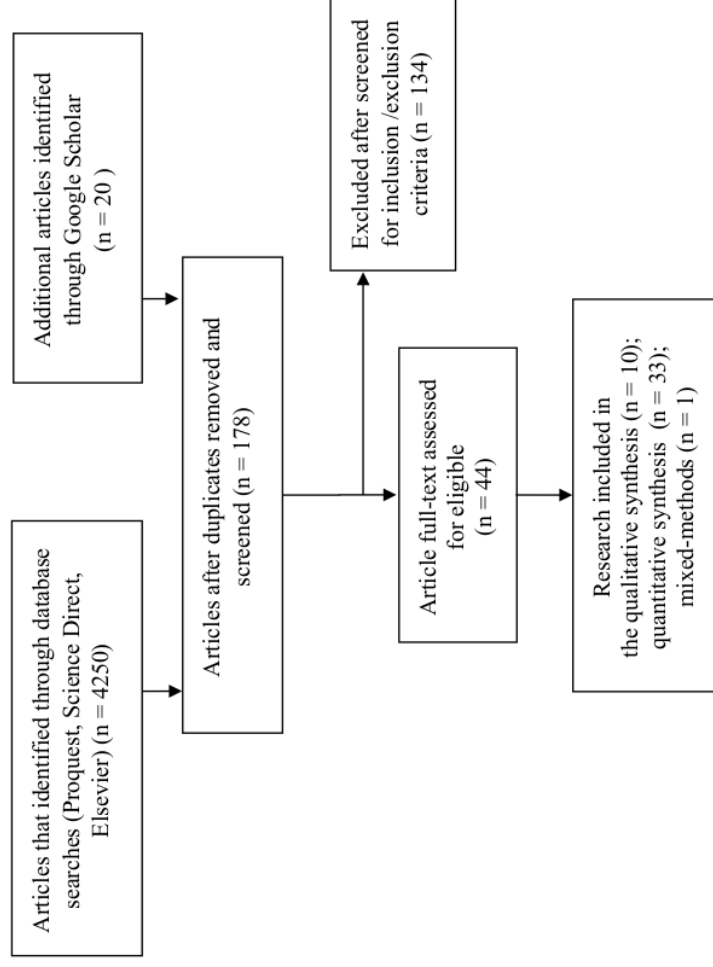 Articles that identified through database
searches (Proquest, Science Direct,
Elsevier) (n = 4250)
Additional articles identified
through Google Scholar
(n = 20 )
Articles after duplicates removed and
screened (n = 178)
Excluded after screened
for inclusion /exclusion
criteria (n = 134)
Article full-text assessed
for eligible
(n = 44)
Research included in
the qualitative synthesis (n = 10);
quantitative synthesis (n = 33);
mixed-methods (n = 1)